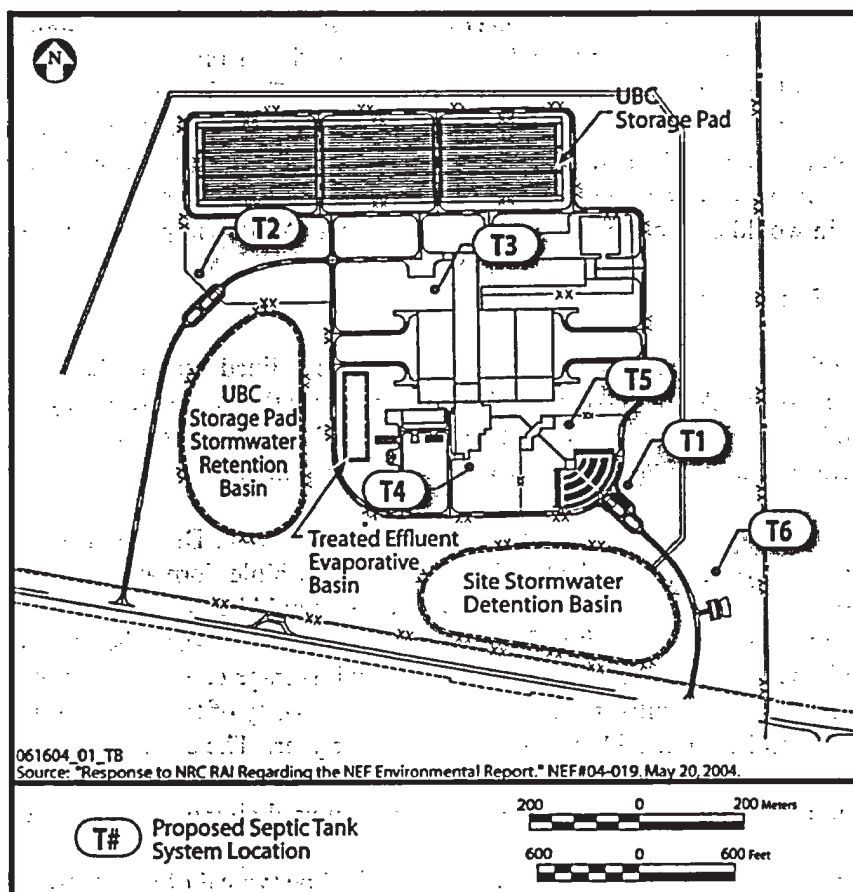 N
UBC
Storage Pad
T2
T3
T5
UBC
Storage Pad
Stormwater
Retention
Basin
T1
T4
T6
Treated Effluent
Evaporative
Basin
Site Stormwater
Detention Basin
061604_01_TB
Source: "Response to NRC RAI Regarding the NEF Environmental Report." NEF#04-019. May 20, 2004.
T# Proposed Septic Tank
System Location
200 0 200 Meters
600 0 600 Feet